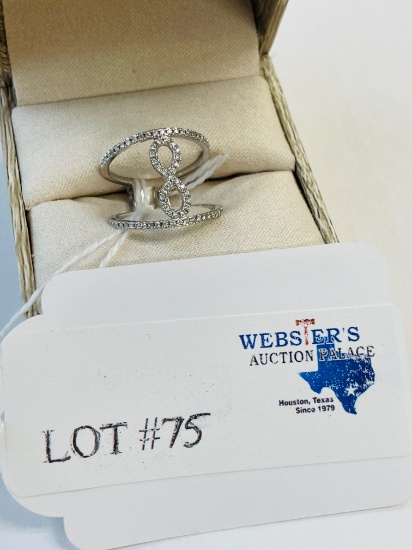 WEBSTER'S
AUCTION PALACE
Houston, Texas
Since 1979
LOT #75